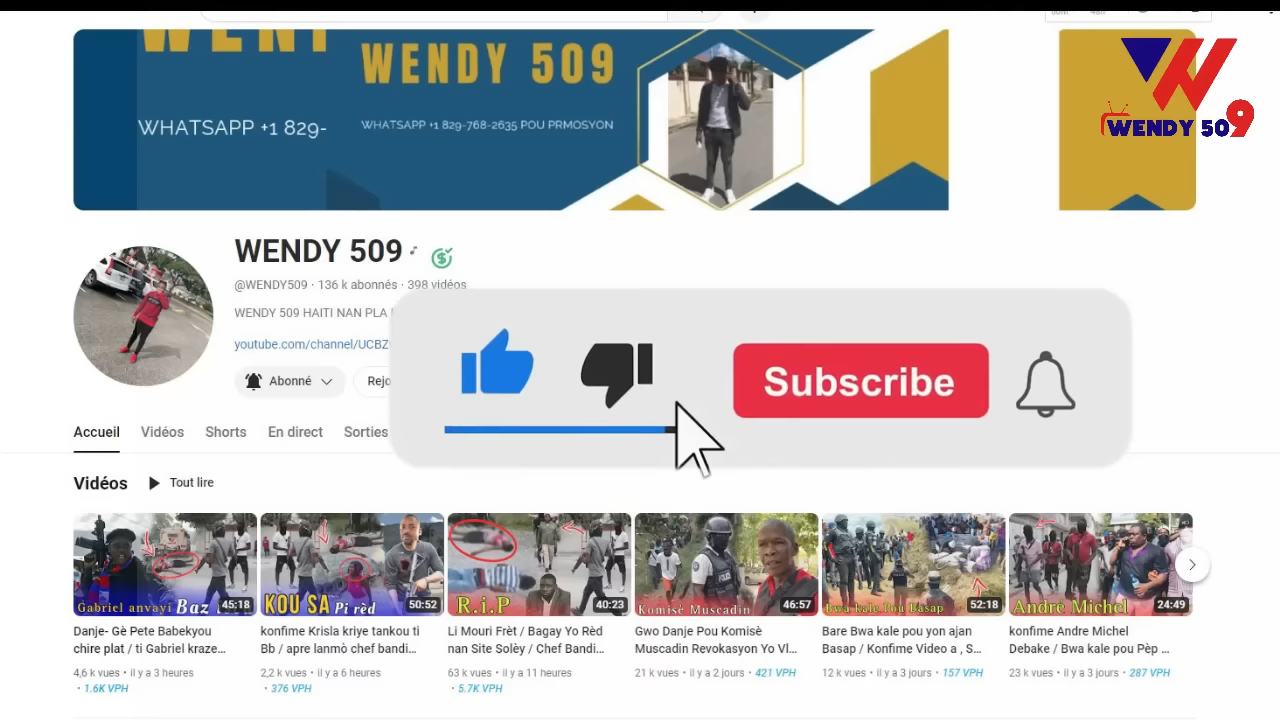 WENDY 509
WHATSAPP +1 829-
WHATSAPP +1 829-768-2635 POU PRMOSYON
WENDY 509
WENDY 509
@WENDY509 · 136 k abonnés · 398 vidéos
WENDY 509 HAITI NAN PLA
youtube.com/channel/UCBZ
Abonné
Rejo
Subscribe
Accueil Vidéos Shorts En direct Sorties
Vidéos Tout lire
Gabriel anvayi Baz
45:18
KOU SA Pi rèd
50:52
R.i.P
40:23
Komisè Muscadin
46:57
Bwa kale Pou Basap
52:18
Andre Michel
24:49
Danje- Gè Pete Babekyou
chire plat / ti Gabriel kraze...
4,6 k vues • il y a 3 heures
• 1.6K VPH
konfime Krisla kriye tankou ti
Bb / apre lanmò chef bandi...
2,2 k vues • il y a 6 heures
• 376 VPH
Li Mouri Frèt / Bagay Yo Rèd
nan Site Solèy / Chef Bandi...
63 k vues • il y a 11 heures
• 5.7K VPH
Gwo Danje Pou Komisè
Muscadin Revokasyon Yo Vl...
21 k vues • il y a 2 jours • 421 VPH
Bare Bwa kale pou yon ajan
Basap / Konfime Video a , S...
12 k vues • il y a 3 jours • 157 VPH
konfime Andre Michel
Debake / Bwa kale pou Pèp ...
23 k vues • il y a 3 jours • 287 VPH